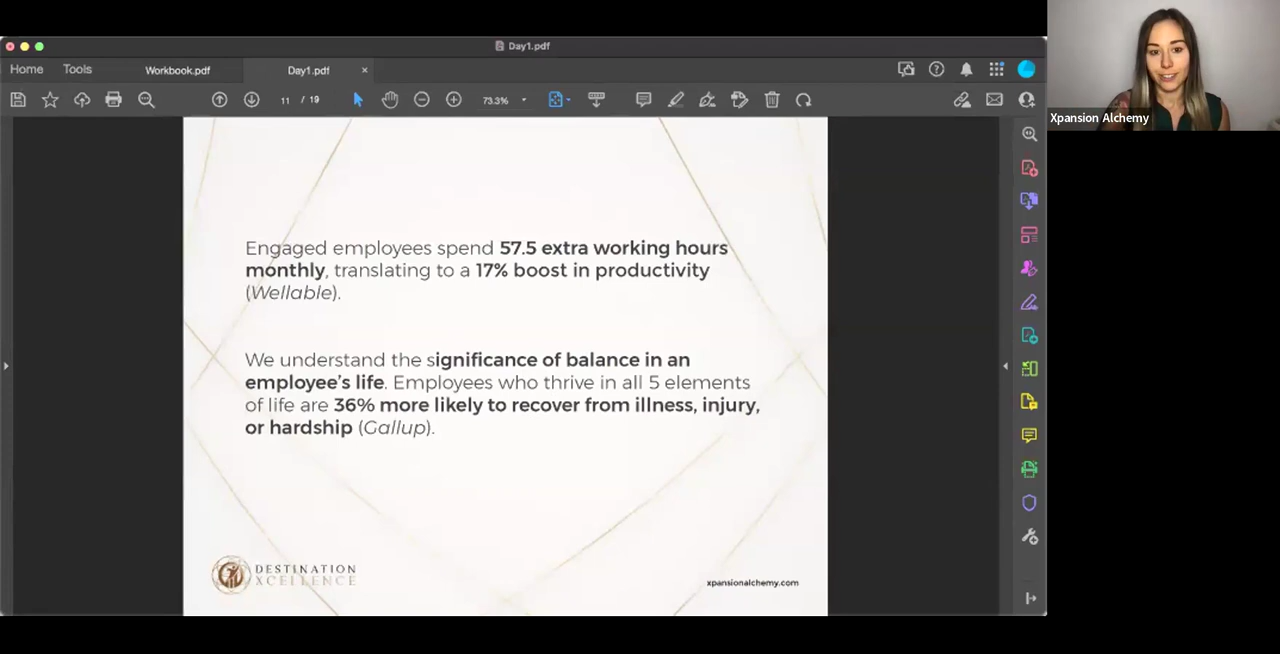 Day1.pdf
Home Tools Workbook.pdf Day1.pdf ×
11 / 19 73.3%
Xpansion Alchemy
Engaged employees spend 57.5 extra working hours
monthly, translating to a 17% boost in productivity
(Wellable).
We understand the significance of balance in an
employee's life. Employees who thrive in all 5 elements
of life are 36% more likely to recover from illness, injury,
or hardship (Gallup).
DESTINATION
XCELLENCE
xpansionalchemy.com